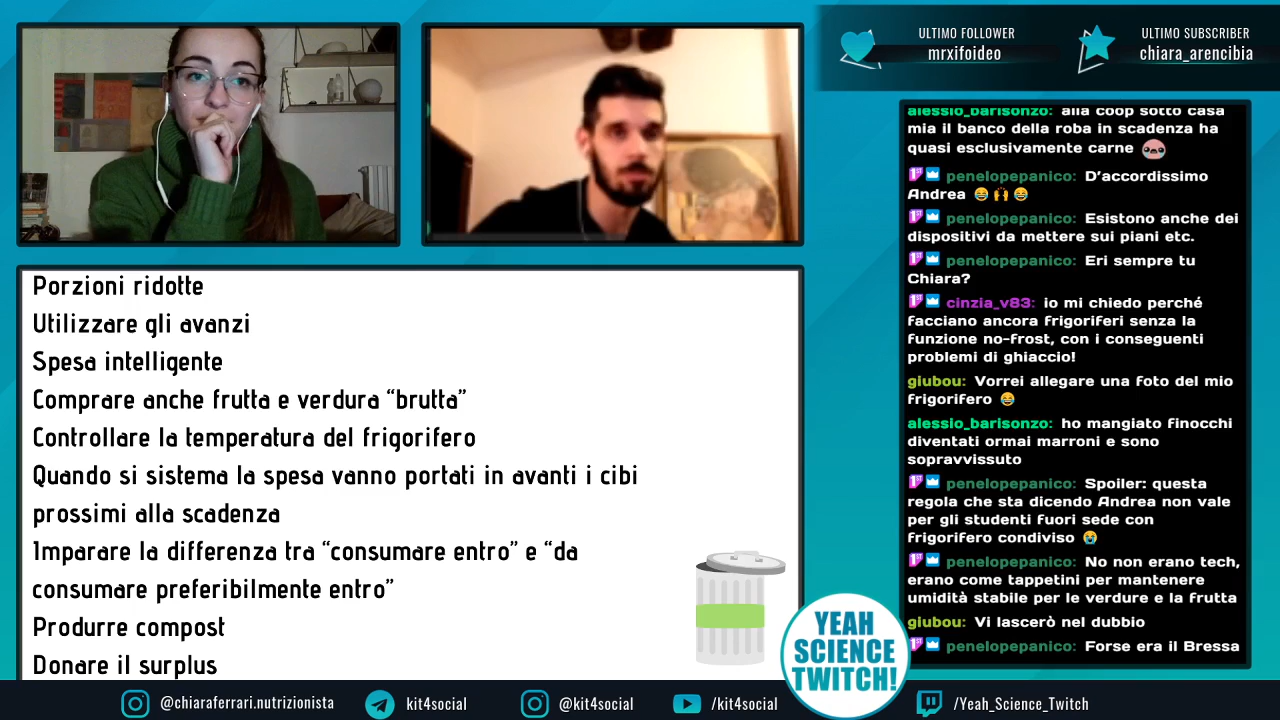 ULTIMO FOLLOWER
mrxifoideo
ULTIMO SUBSCRIBER
chiara_arencibia
Porzioni ridotte
Utilizzare gli avanzi
Spesa intelligente
Comprare anche frutta e verdura “brutta”
Controllare la temperatura del frigorifero
Quando si sistema la spesa vanno portati in avanti i cibi
prossimi alla scadenza
Imparare la differenza tra “consumare entro” e “da
consumare preferibilmente entro”
Produrre compost
Donare il surplus
alessio_barisonzo: alla coop sotto casa
mia il banco della roba in scadenza ha
quasi esclusivamente carne
penelopepanico: D'accordissimo
Andrea 😂 🙌 😂
penelopepanico: Esistono anche dei
dispositivi da mettere sui piani etc.
penelopepanico: Eri sempre tu
Chiara?
cinzia_v83: io mi chiedo perché
facciano ancora frigoriferi senza la
funzione no-frost, con i conseguenti
problemi di ghiaccio!
giubou: Vorrei allegare una foto del mio
frigorifero 😂
alessio_barisonzo: ho mangiato finocchi
diventati ormai marroni e sono
sopravvissuto
penelopepanico: Spoiler: questa
regola che sta dicendo Andrea non vale
per gli studenti fuori sede con
frigorifero condiviso 😭
penelopepanico: No non erano tech,
erano come tappetini per mantenere
umidità stabile per le verdure e la frutta
giubou: Vi lascerò nel dubbio
penelopepanico: Forse era il Bressa
YEAH
SCIENCE
TWITCH!
@chiaraferrari.nutrizionista
kit4social
@kit4social
/kit4social
/Yeah_Science_Twitch